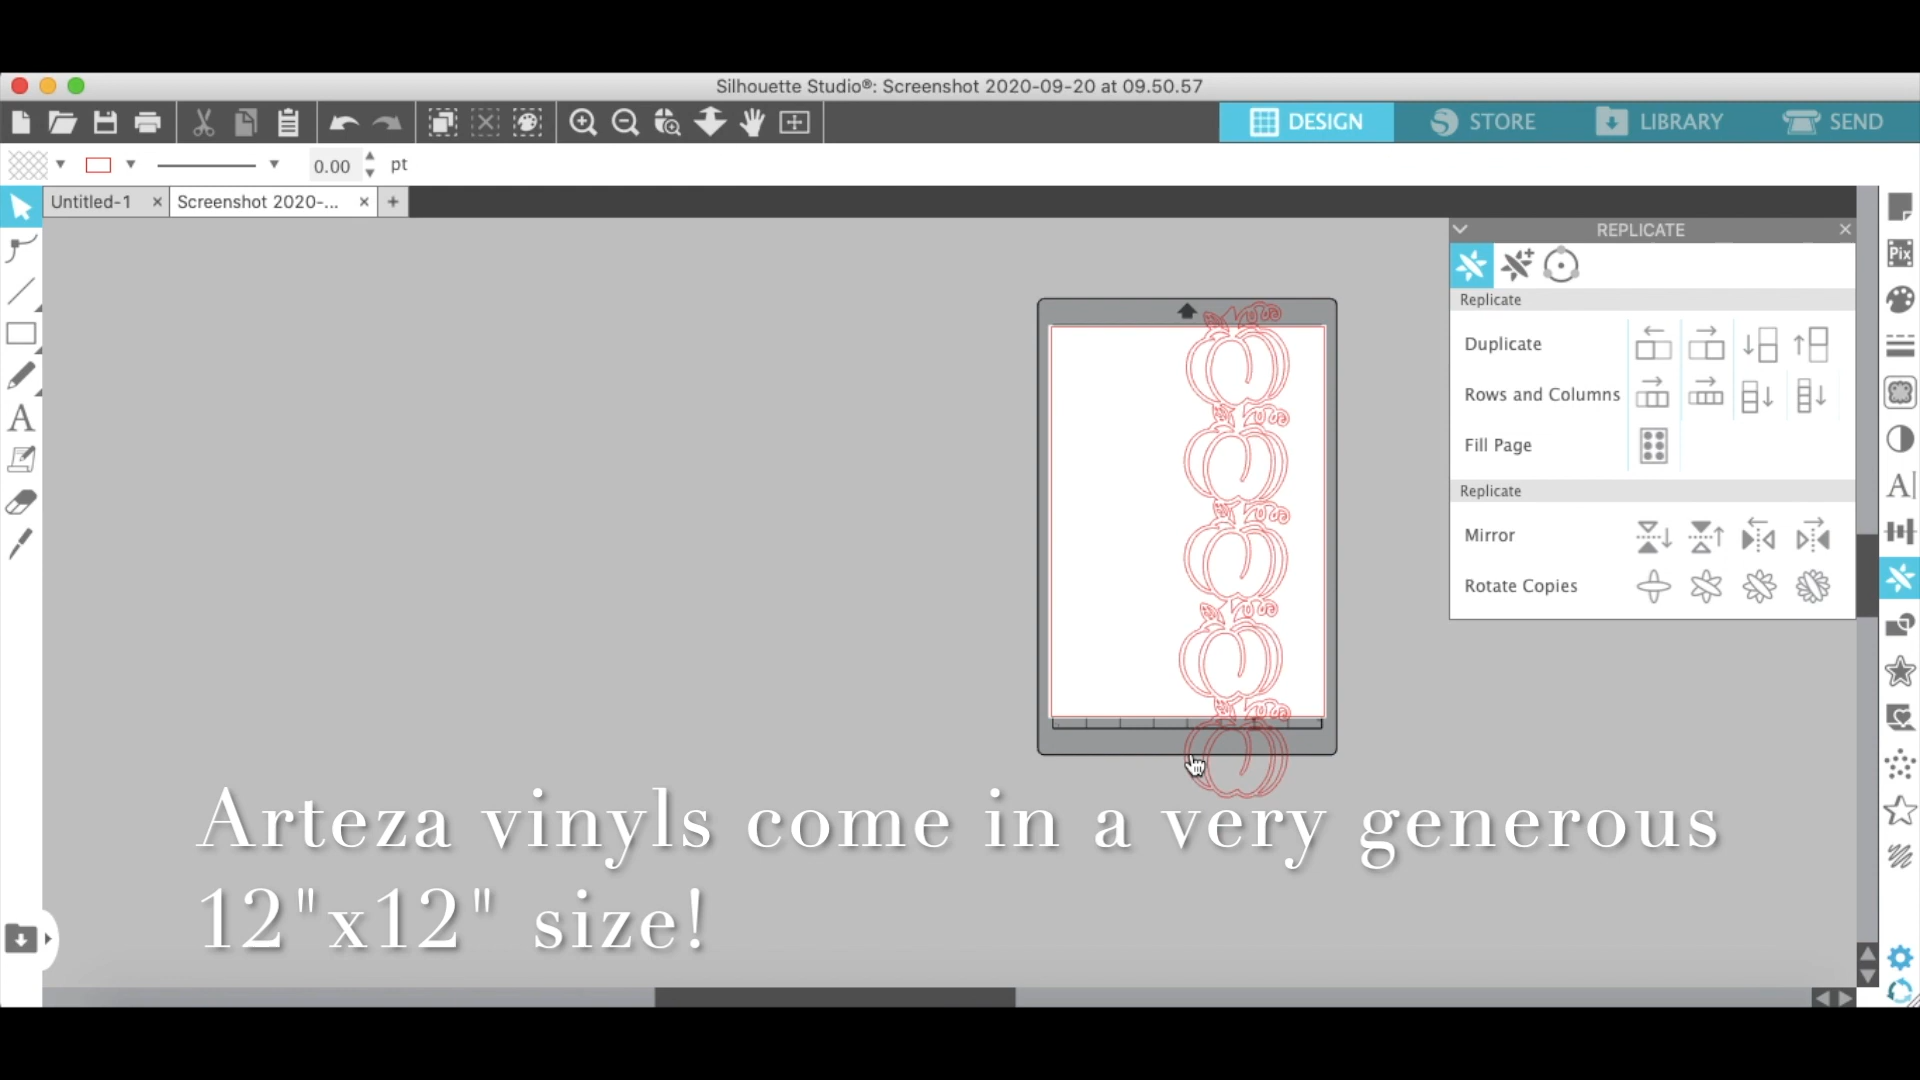 Silhouette Studio®: Screenshot 2020-09-20 at 09.50.57
DESIGN
STORE
LIBRARY
SEND
0.00 pt
Untitled-1
Screenshot 2020-...
REPLICATE
Pix
Replicate
Duplicate
Rows and Columns
Fill Page
Replicate
Mirror
Rotate Copies
Arteza vinyls come in a very generous
12"x12" size!